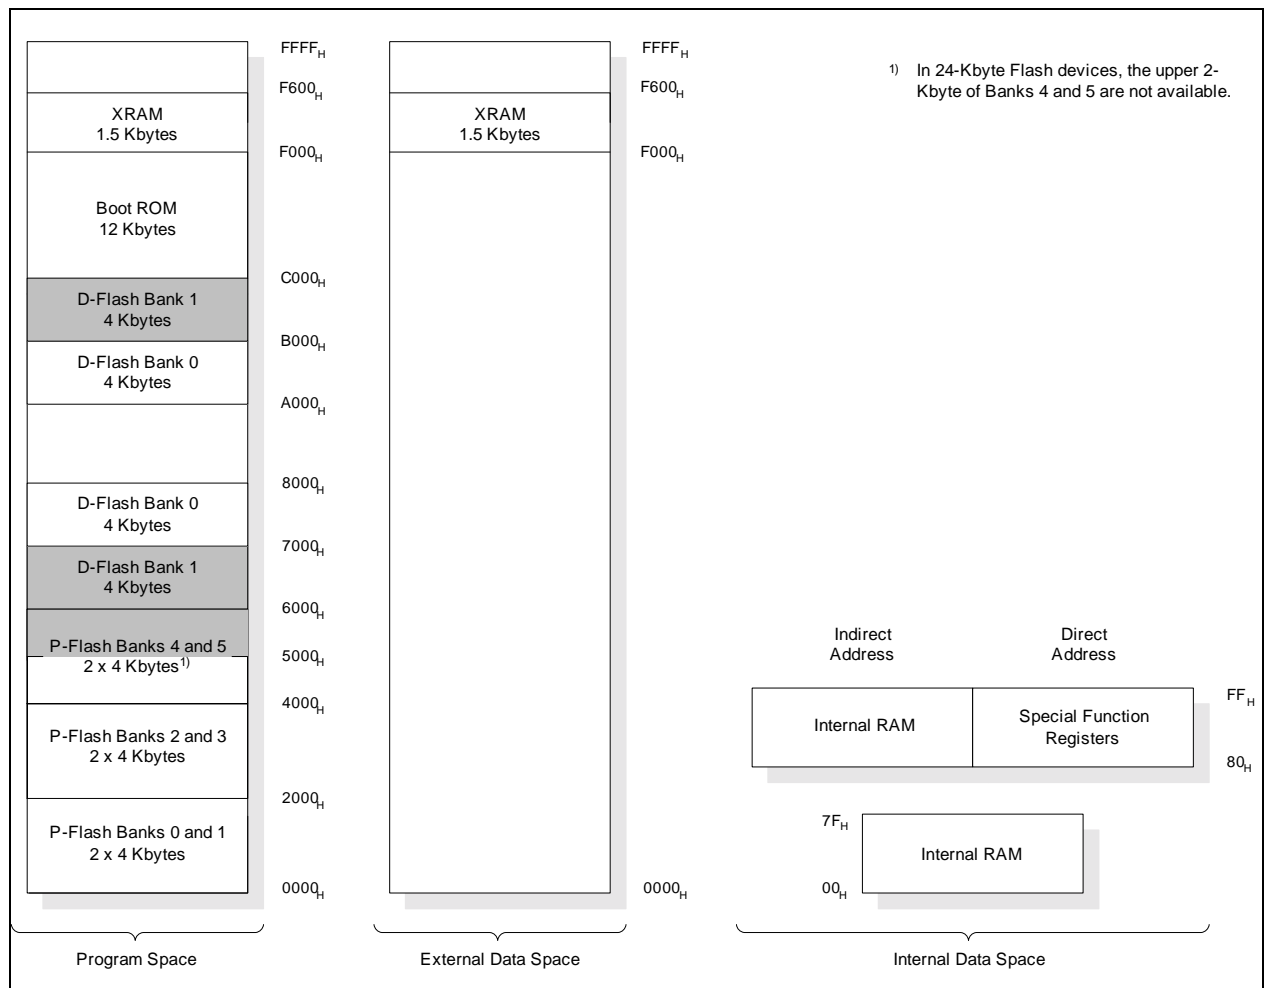 FFFFH
F600H
XRAM
1.5 Kbytes
F000H
Boot ROM
12 Kbytes
C000H
D-Flash Bank 1
4 Kbytes
B000H
D-Flash Bank 0
4 Kbytes
A000H
8000H
D-Flash Bank 0
4 Kbytes
7000H
D-Flash Bank 1
4 Kbytes
6000H
P-Flash Banks 4 and 5
2 x 4 Kbytes1)
5000H
4000H
P-Flash Banks 2 and 3
2 x 4 Kbytes
2000H
P-Flash Banks 0 and 1
2 x 4 Kbytes
0000H
Program Space
FFFFH
F600H
XRAM
1.5 Kbytes
F000H
0000H
External Data Space
1) In 24-Kbyte Flash devices, the upper 2-
Kbyte of Banks 4 and 5 are not available.
Indirect
Address
Direct
Address
Internal RAM
Special Function
Registers
FFH
80H
7FH
Internal RAM
00H
Internal Data Space